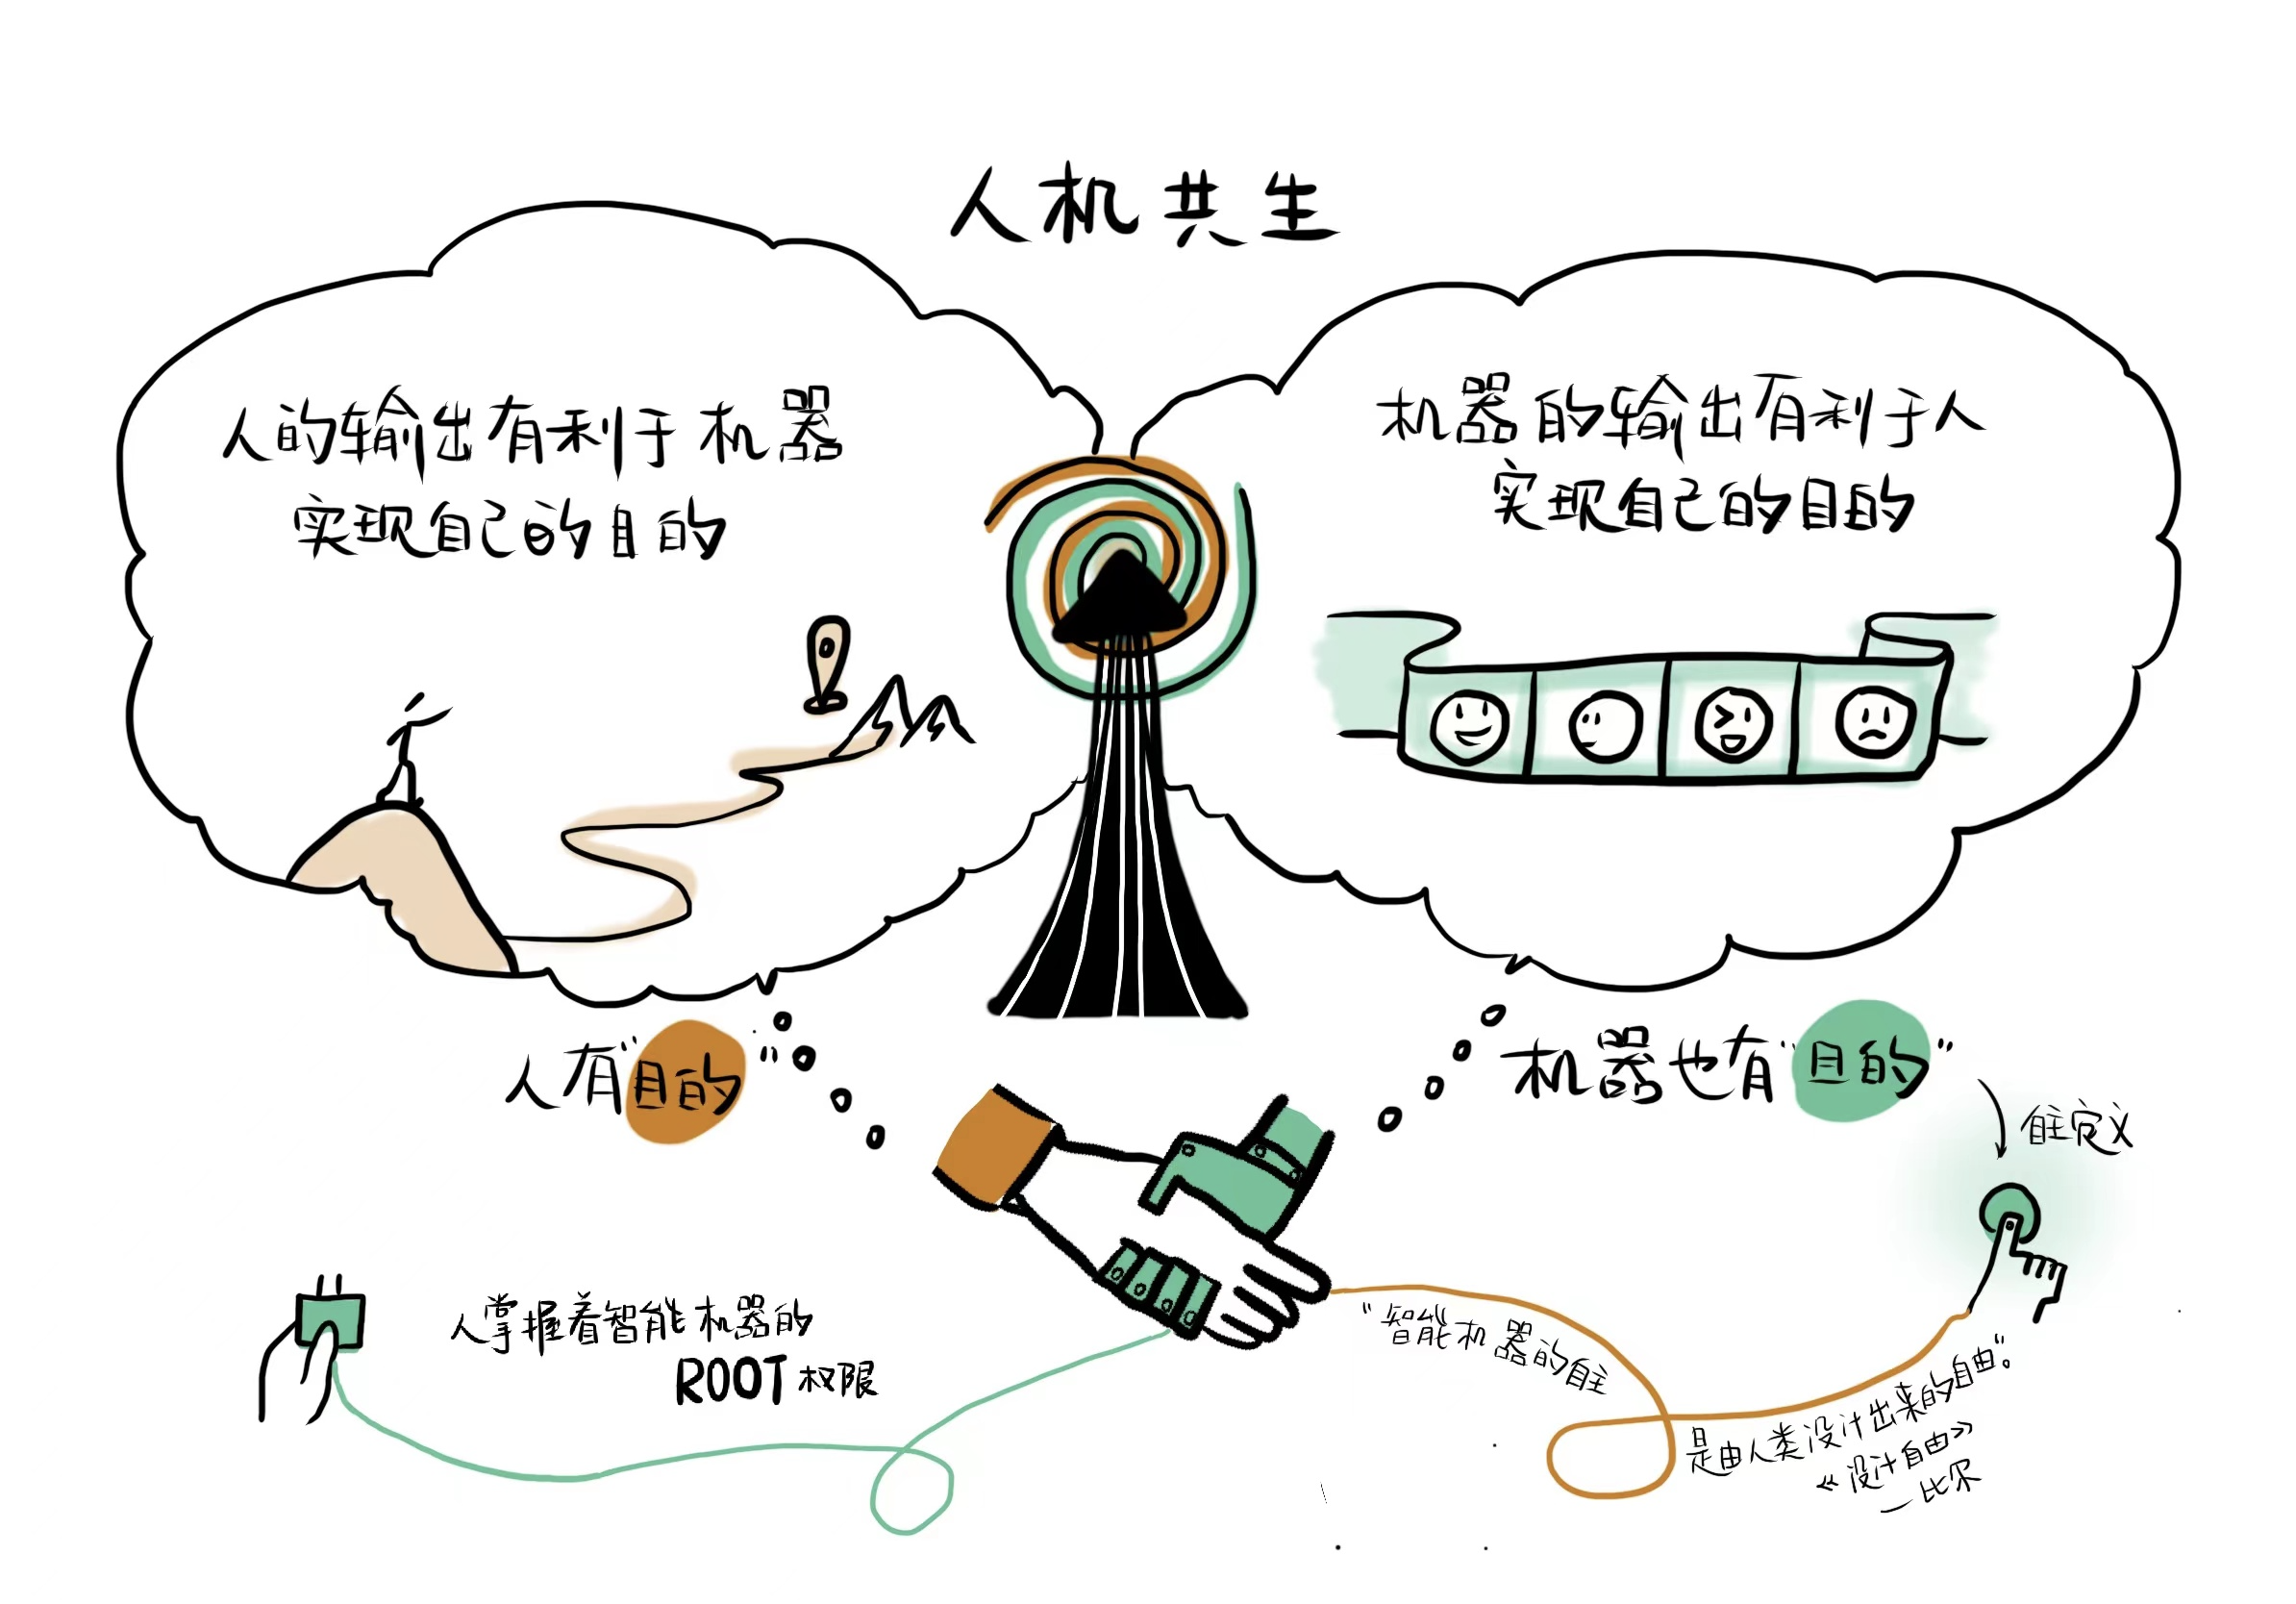 人机共生
人的输出有利于机器
实现自己的目的
机器的输出有利于人
实现自己的目的
人有“目的”
机器也有“目的”
自主定义
人掌握着智能机器的
ROOT权限
“智能机器的自主
是由人类设计出来的自由”。
《设计自由》
—比尔